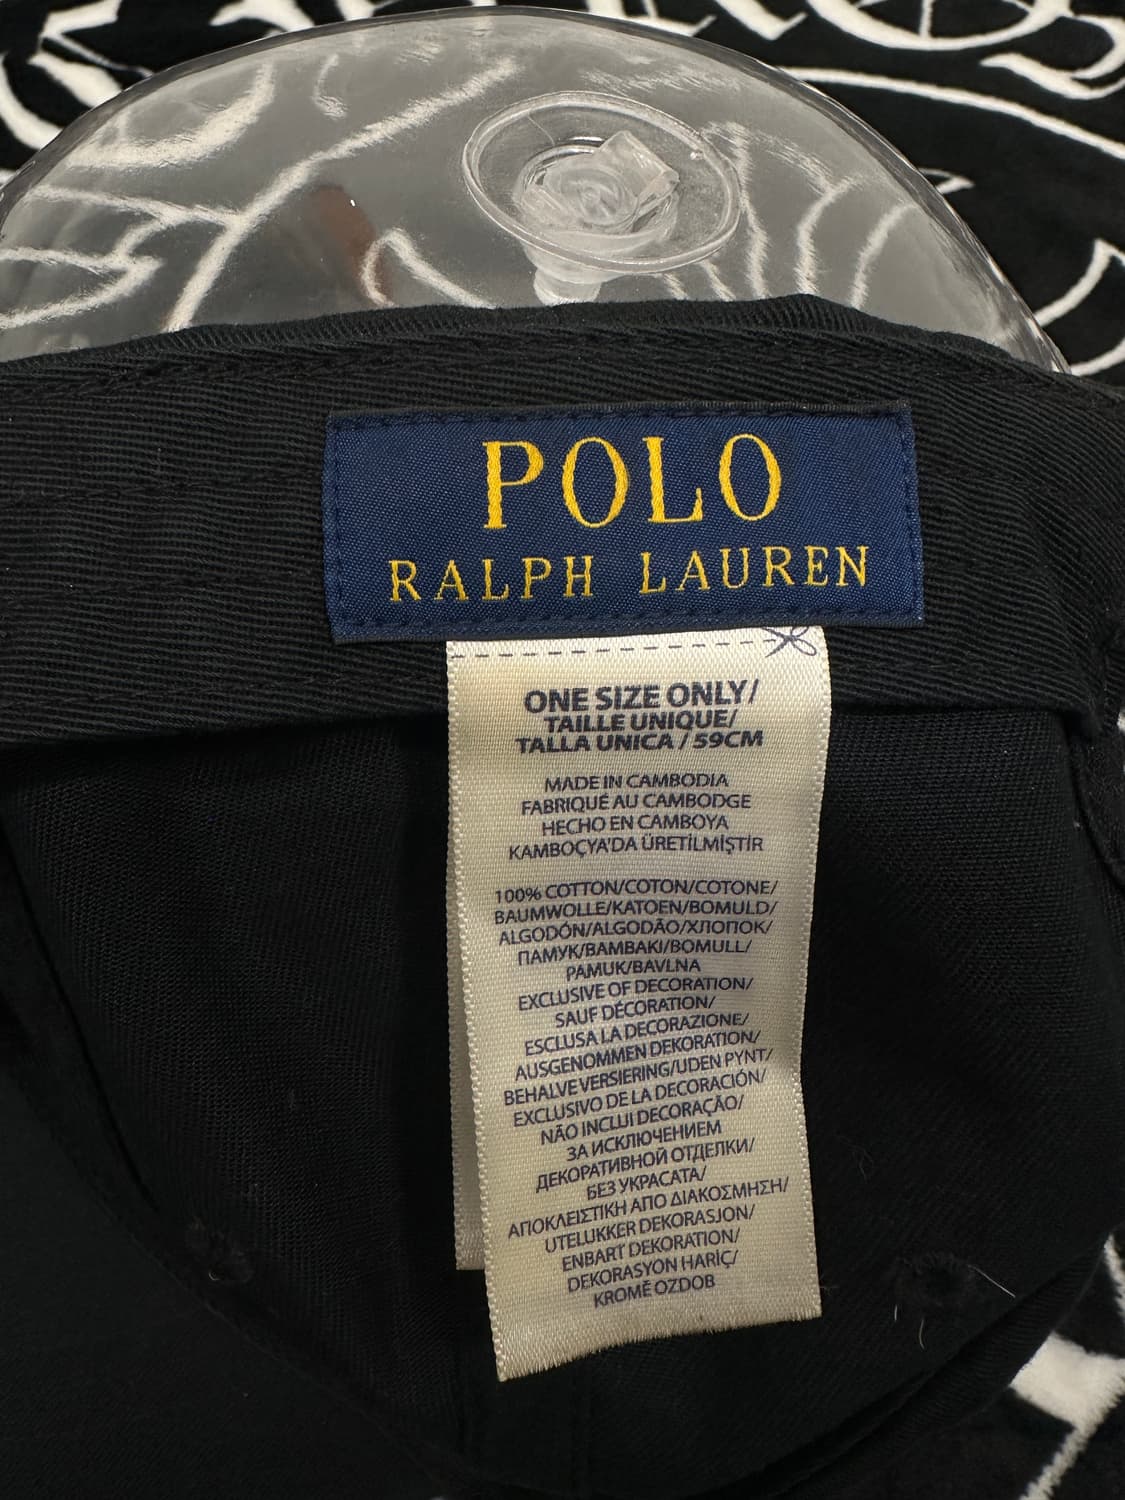 POLO
RALPH LAUREN
ONE SIZE ONLY/
TAILLE UNIQUE/
TALLA UNICA / 59CM
MADE IN CAMBODIA
FABRIQUÉ AU CAMBODGE
HECHO EN CAMBOYA
KAMBOÇYA'DA ÜRETİLMİŞTİR
100% COTTON/COTON/COTONE/
BAUMWOLLE/KATOEN/BOMULD/
ALGODÓN/ALGODÃO/ХЛОПОК/
ПАМУК/BAMBAKI/BOMULL/
PAMUK/BAVLNA
EXCLUSIVE OF DECORATION/
SAUF DÉCORATION/
ESCLUSA LA DECORAZIONE/
AUSGENOMMEN DEKORATION/
BEHALVE VERSIERING/UDEN PYNT/
EXCLUSIVO DE LA DECORACIÓN/
NÃO INCLUI DECORAÇÃO/
ЗА ИСКЛЮЧЕНИЕМ
ДЕКОРАТИВНОЙ ОТДЕЛКИ/
БЕЗ УКРАСАТА/
ΑΠΟΚΛΕΙΣΤΙΚΗ ΑΠΟ ΔΙΑΚΟΣΜΗΣΗ/
UTELUKKER DEKORASJON/
ENBART DEKORATION/
DEKORASYON HARİÇ/
KROMĚ OZDOB